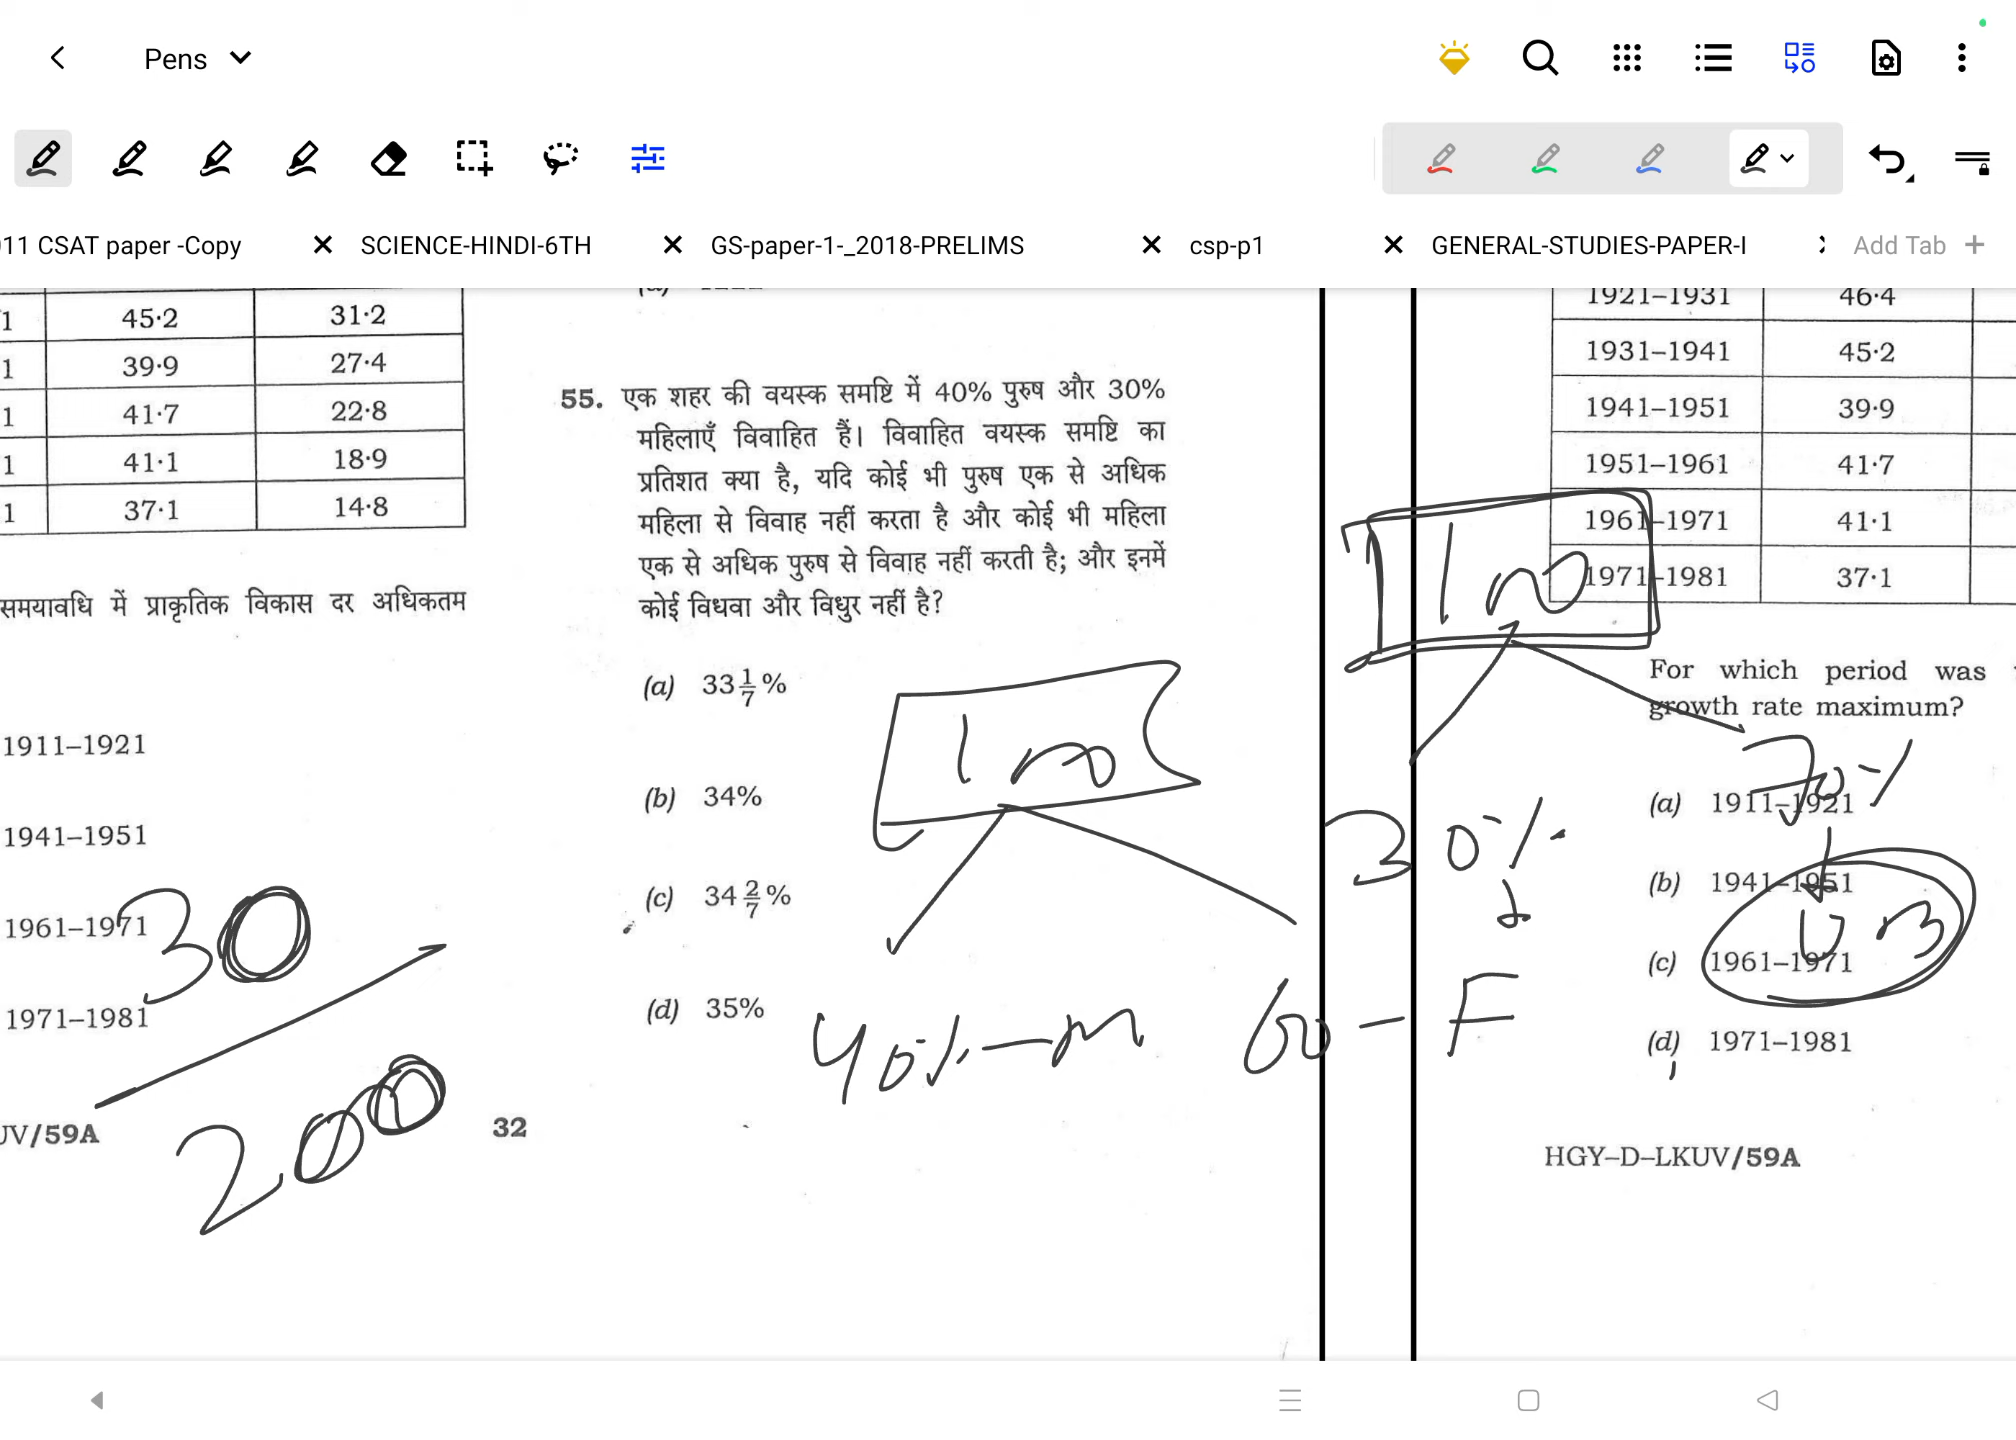 Pens
11 CSAT paper -Copy
SCIENCE-HINDI-6TH
GS-paper-1-_2018-PRELIMS
csp-p1
GENERAL-STUDIES-PAPER-I
Add Tab +
1 45·2 31·2
1 39·9 27·4
1 41·7 22·8
1 41·1 18·9
1 37·1 14·8
समयावधि में प्राकृतिक विकास दर अधिकतम
1911–1921
1941–1951
1961–1971
1971–1981
30
200
UV/59A
32
55. एक शहर की वयस्क समष्टि में 40% पुरुष और 30%
महिलाएँ विवाहित हैं। विवाहित वयस्क समष्टि का
प्रतिशत क्या है, यदि कोई भी पुरुष एक से अधिक
महिला से विवाह नहीं करता है और कोई भी महिला
एक से अधिक पुरुष से विवाह नहीं करती है; और इनमें
कोई विधवा और विधुर नहीं है?
(a) 33 1/7 %
(b) 34%
(c) 34 2/7 %
(d) 35%
100
40% – M
60 – F
1921–1931 46·4
1931–1941 45·2
1941–1951 39·9
1951–1961 41·7
1961–1971 41·1
1971–1981 37·1
100
30%
70%
For which period was
growth rate maximum?
(a) 1911–1921
(b) 1941–1951
(c) 1961–1971
(d) 1971–1981
HGY–D–LKUV/59A